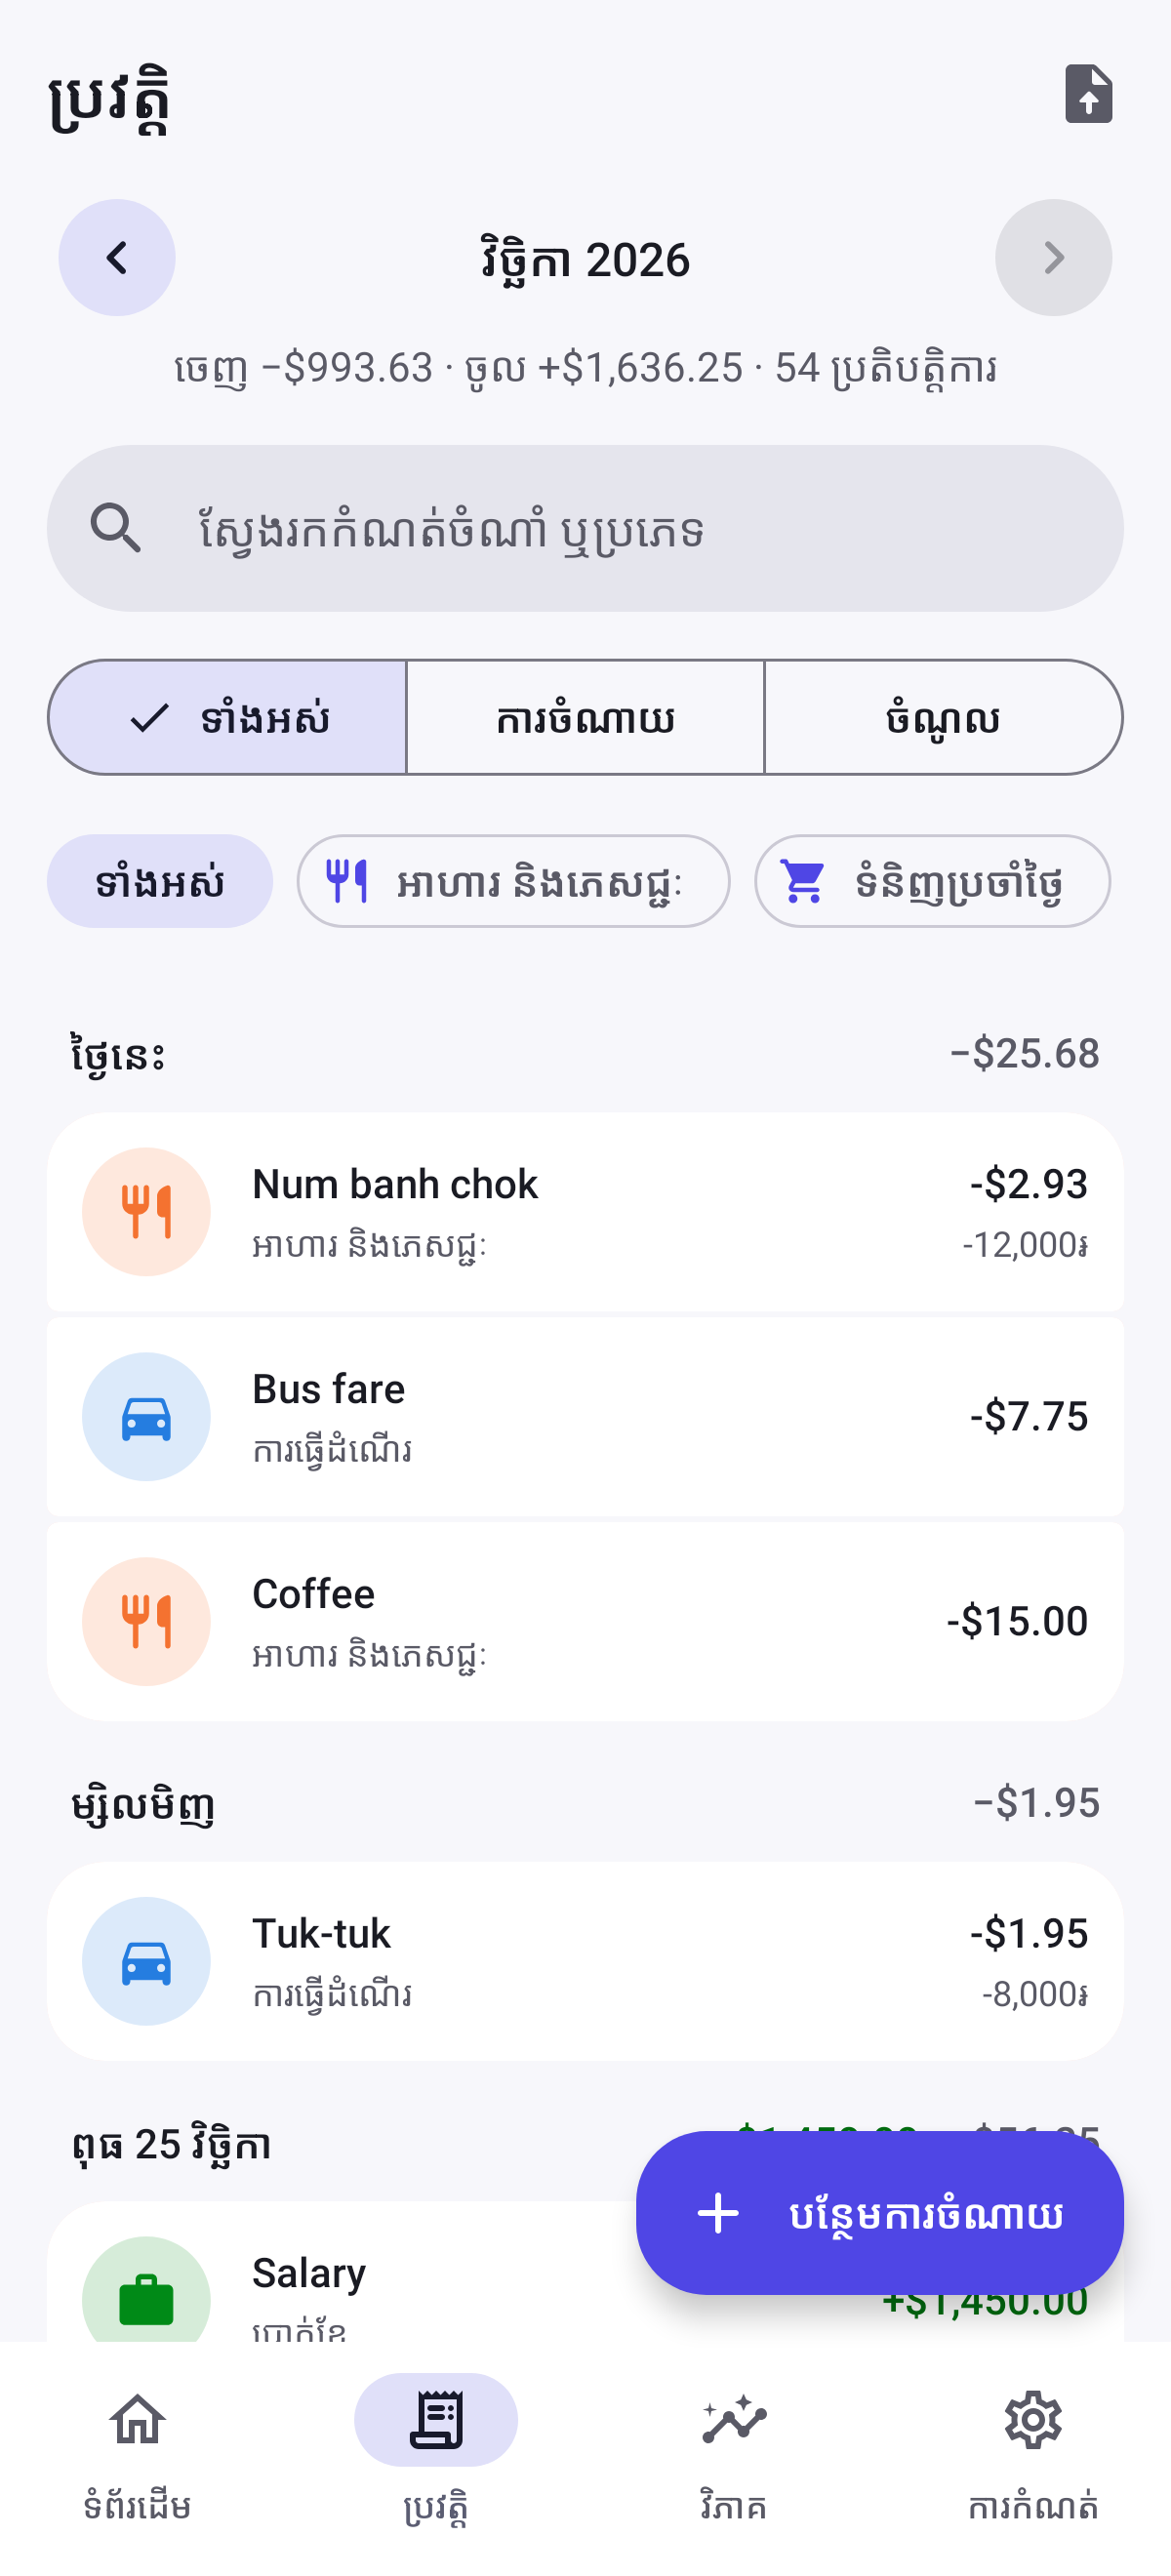 ប្រវត្តិ
វិច្ឆិកា 2026
ចេញ −$993.63 · ចូល +$1,636.25 · 54 ប្រតិបត្តិការ
ស្វែងរកកំណត់ចំណាំ ឬប្រភេទ
ទាំងអស់
ការចំណាយ
ចំណូល
ទាំងអស់
អាហារ និងភេសជ្ជៈ
ទំនិញប្រចាំថ្ងៃ
ថ្ងៃនេះ −$25.68
Num banh chok -$2.93
អាហារ និងភេសជ្ជៈ -12,000៛
Bus fare
ការធ្វើដំណើរ
-$7.75
Coffee
អាហារ និងភេសជ្ជៈ
-$15.00
ម្សិលមិញ −$1.95
Tuk-tuk -$1.95
ការធ្វើដំណើរ -8,000៛
ពុធ 25 វិច្ឆិកា
បន្ថែមការចំណាយ
Salary
+$1,450.00
ទំព័រដើម
ប្រវត្តិ
វិភាគ
ការកំណត់